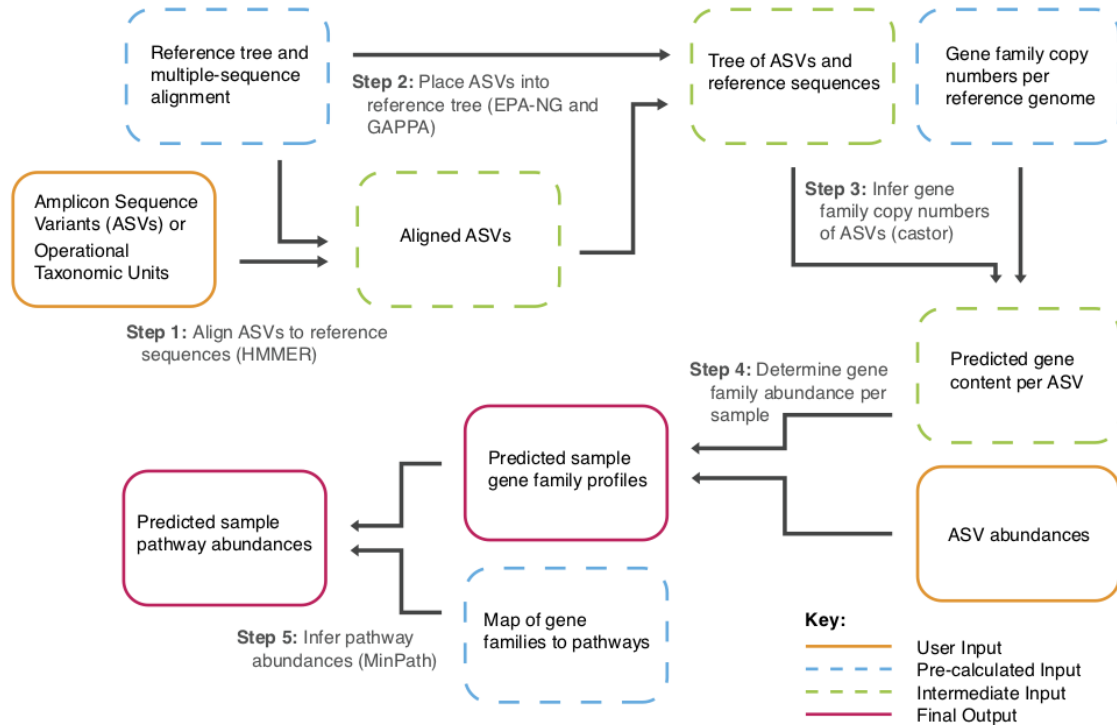 Reference tree and
multiple-sequence
alignment
Step 2: Place ASVs into
reference tree (EPA-NG and
GAPPA)
Tree of ASVs and
reference sequences
Gene family copy
numbers per
reference genome
Amplicon Sequence
Variants (ASVs) or
Operational
Taxonomic Units
Aligned ASVs
Step 3: Infer gene
family copy numbers
of ASVs (castor)
Step 1: Align ASVs to reference
sequences (HMMER)
Predicted gene
content per ASV
Step 4: Determine gene
family abundance per
sample
Predicted sample
gene family profiles
Predicted sample
pathway abundances
ASV abundances
Map of gene
families to pathways
Step 5: Infer pathway
abundances (MinPath)
Key:
User Input
Pre-calculated Input
Intermediate Input
Final Output